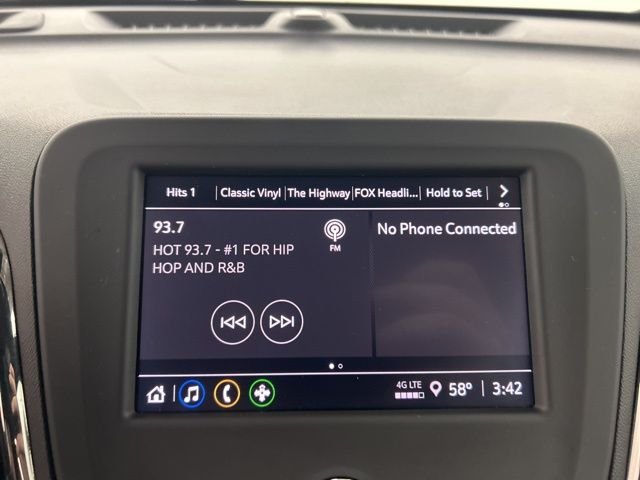 Hits 1 Classic Vinyl The Highway FOX Headli... Hold to Set
93.7
FM
HOT 93.7 - #1 FOR HIP
HOP AND R&B
No Phone Connected
4G LTE 58° 3:42